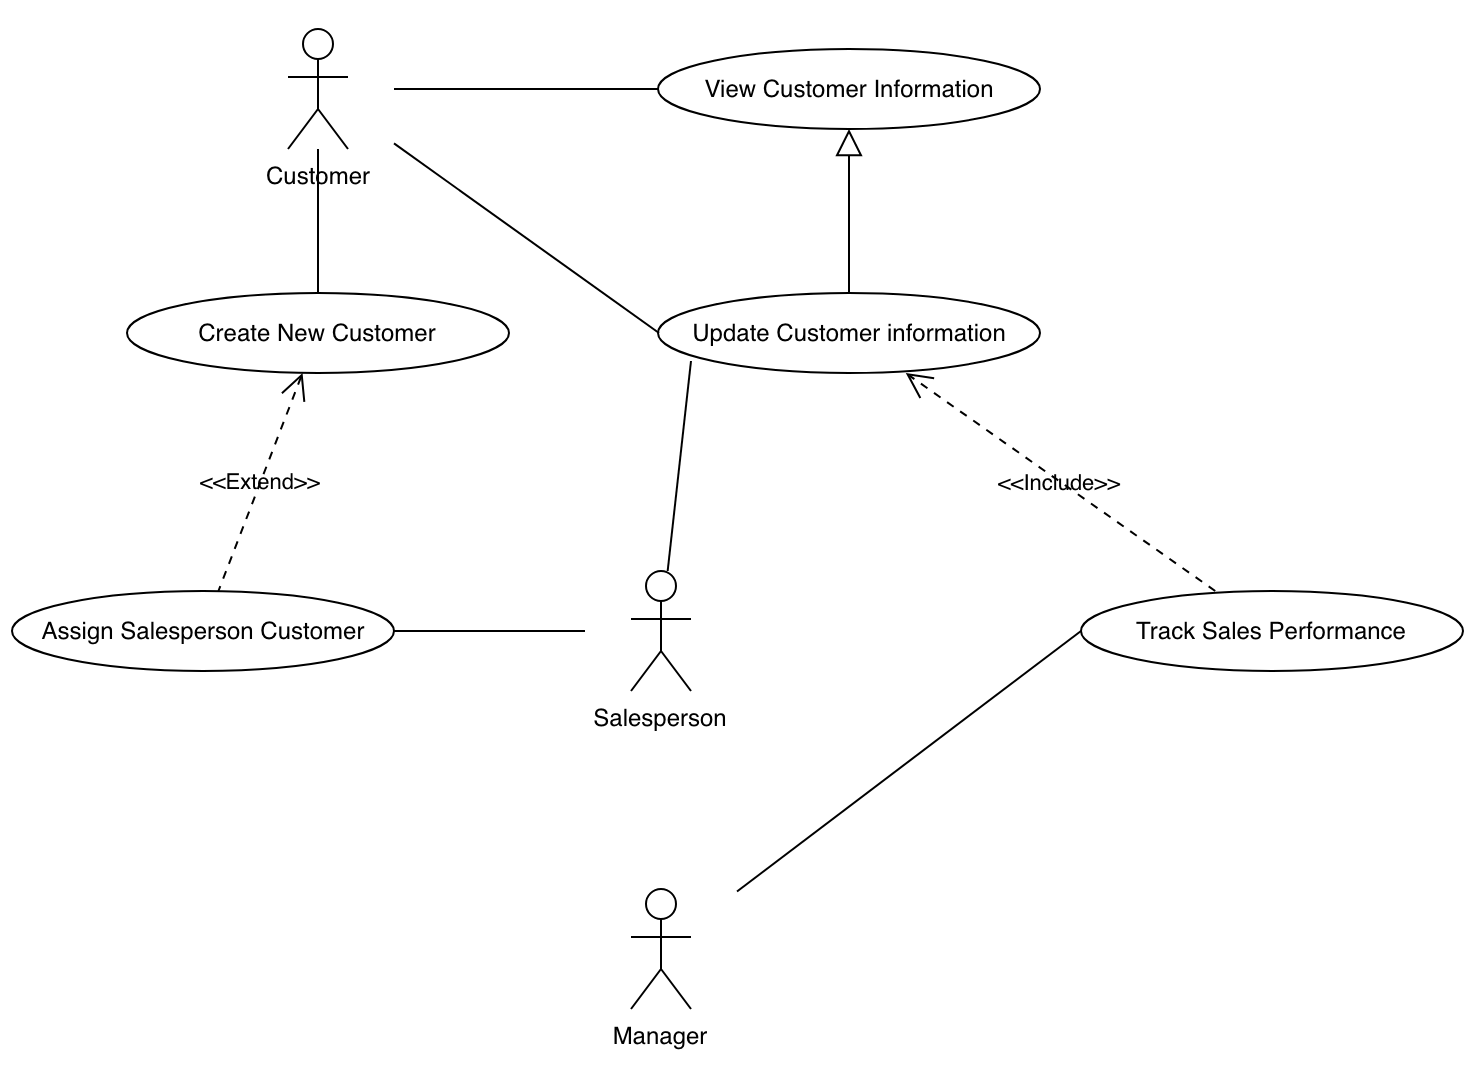 View Customer Information
Customer
Create New Customer
Update Customer information
<<Extend>>
<<Include>>
Assign Salesperson Customer
Track Sales Performance
Salesperson
Manager